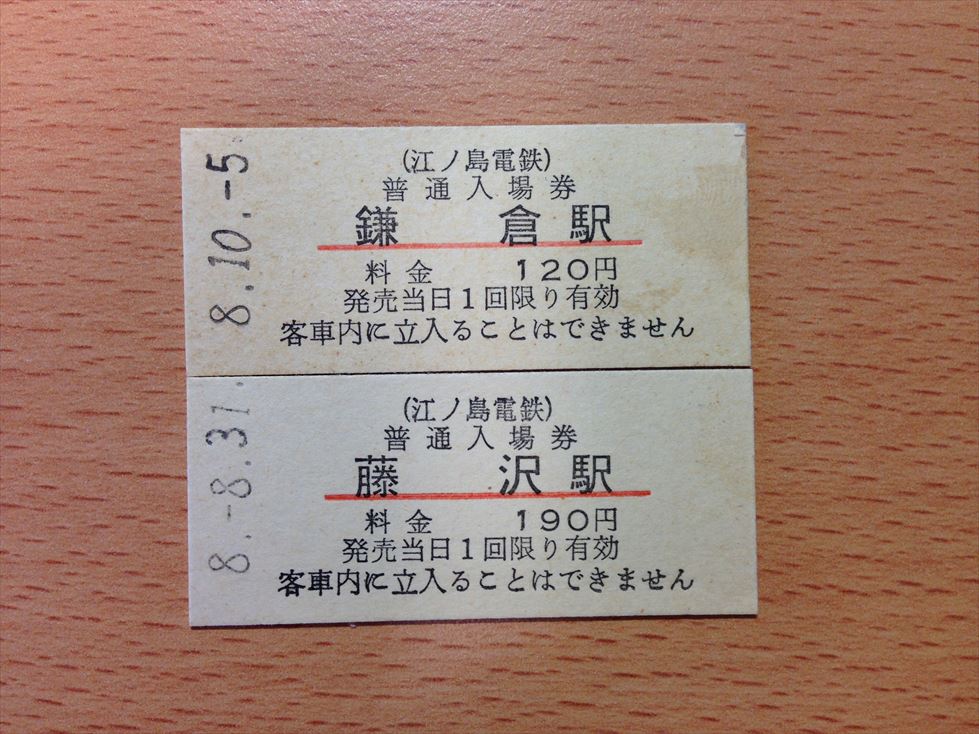 8.10.-5
(江ノ島電鉄)
普通入場券
鎌倉駅
料金 120円
発売当日1回限り有効
客車内に立入ることはできません
8.-8.31.
(江ノ島電鉄)
普通入場券
藤沢駅
料金 190円
発売当日1回限り有効
客車内に立入ることはできません